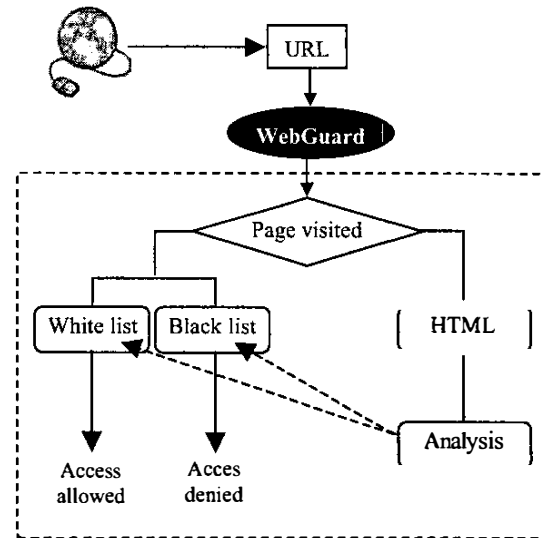 URL
WebGuard
Page visited
White list
Black list
HTML
Analysis
Access
allowed
Acces
denied